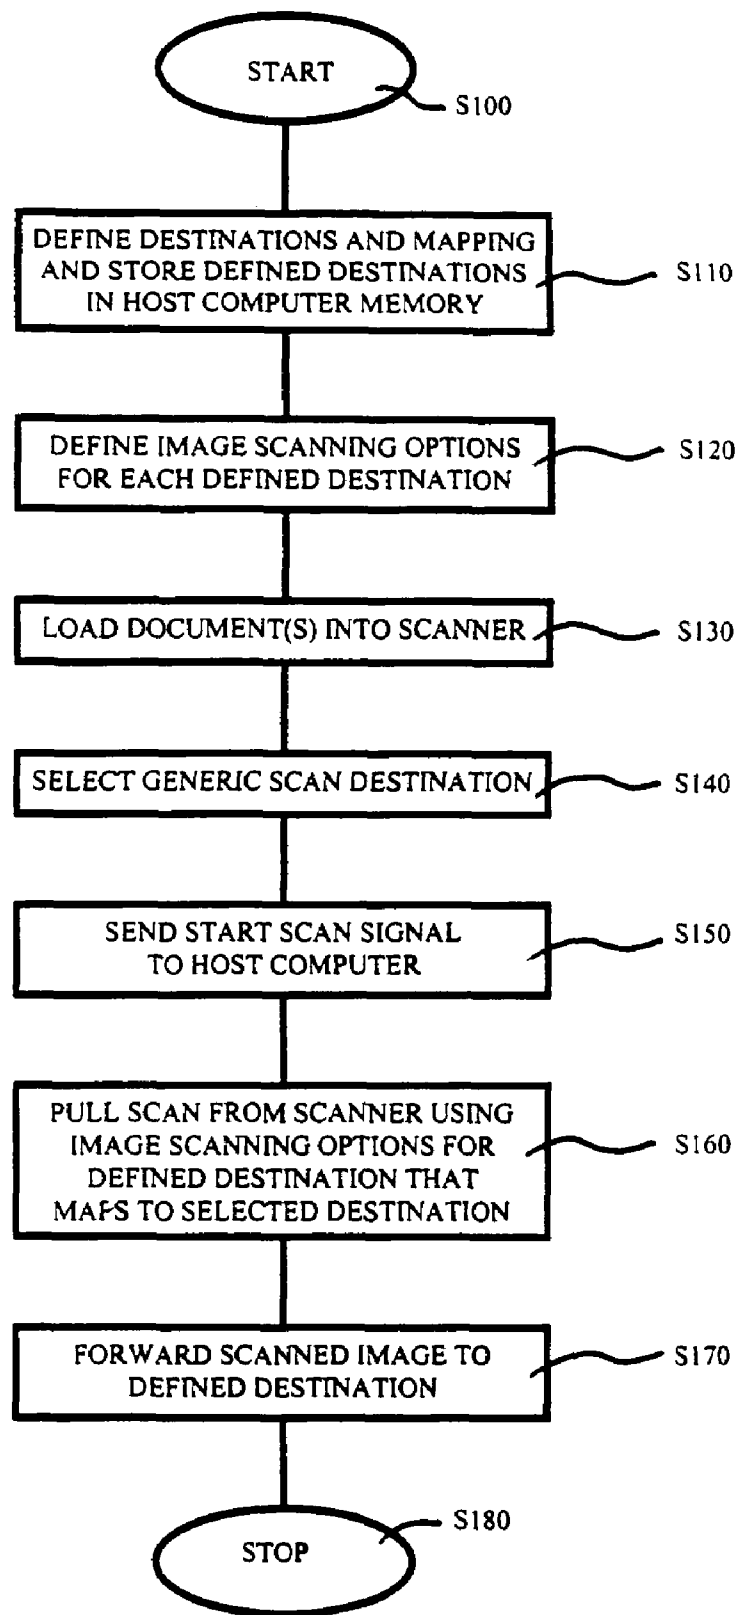 START
S100
DEFINE DESTINATIONS AND MAPPING
AND STORE DEFINED DESTINATIONS
IN HOST COMPUTER MEMORY
S110
DEFINE IMAGE SCANNING OPTIONS
FOR EACH DEFINED DESTINATION
S120
LOAD DOCUMENT(S) INTO SCANNER
S130
SELECT GENERIC SCAN DESTINATION
S140
SEND START SCAN SIGNAL
TO HOST COMPUTER
S150
PULL SCAN FROM SCANNER USING
IMAGE SCANNING OPTIONS FOR
DEFINED DESTINATION THAT
MAPS TO SELECTED DESTINATION
S160
FORWARD SCANNED IMAGE TO
DEFINED DESTINATION
S170
STOP
S180